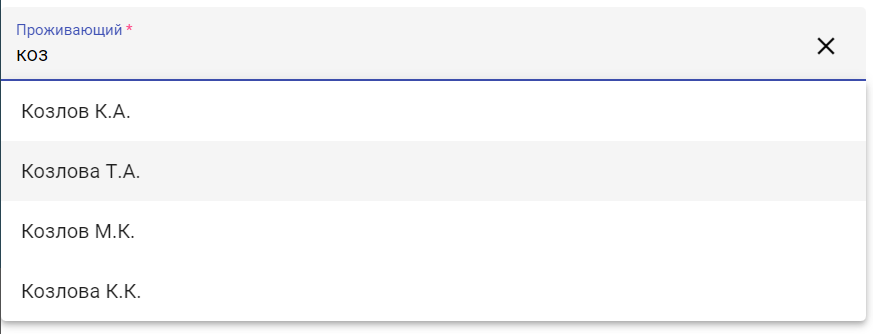 Проживающий *
коз
Козлов К.А.
Козлова Т.А.
Козлов М.К.
Козлова К.К.